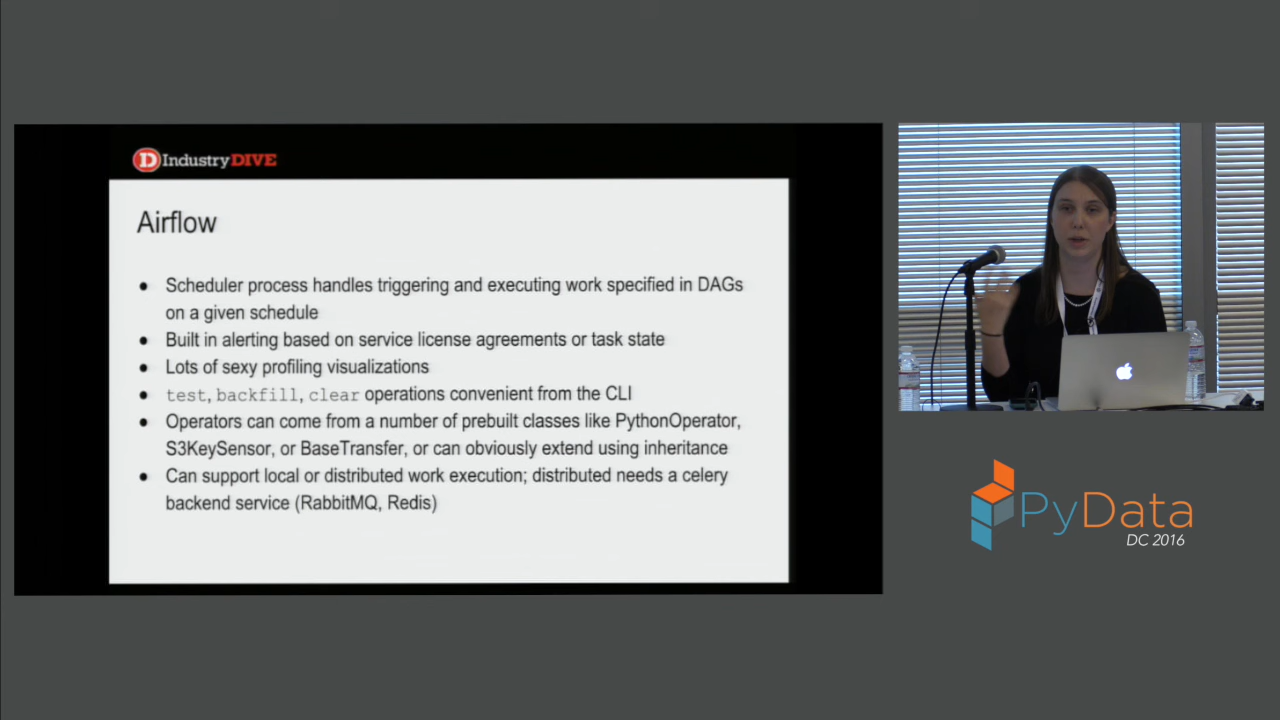 D IndustryDIVE
Airflow
● Scheduler process handles triggering and executing work specified in DAGs
on a given schedule
● Built in alerting based on service license agreements or task state
● Lots of sexy profiling visualizations
● test, backfill, clear operations convenient from the CLI
● Operators can come from a number of prebuilt classes like PythonOperator,
S3KeySensor, or BaseTransfer, or can obviously extend using inheritance
● Can support local or distributed work execution; distributed needs a celery
backend service (RabbitMQ, Redis)
PyData
DC 2016